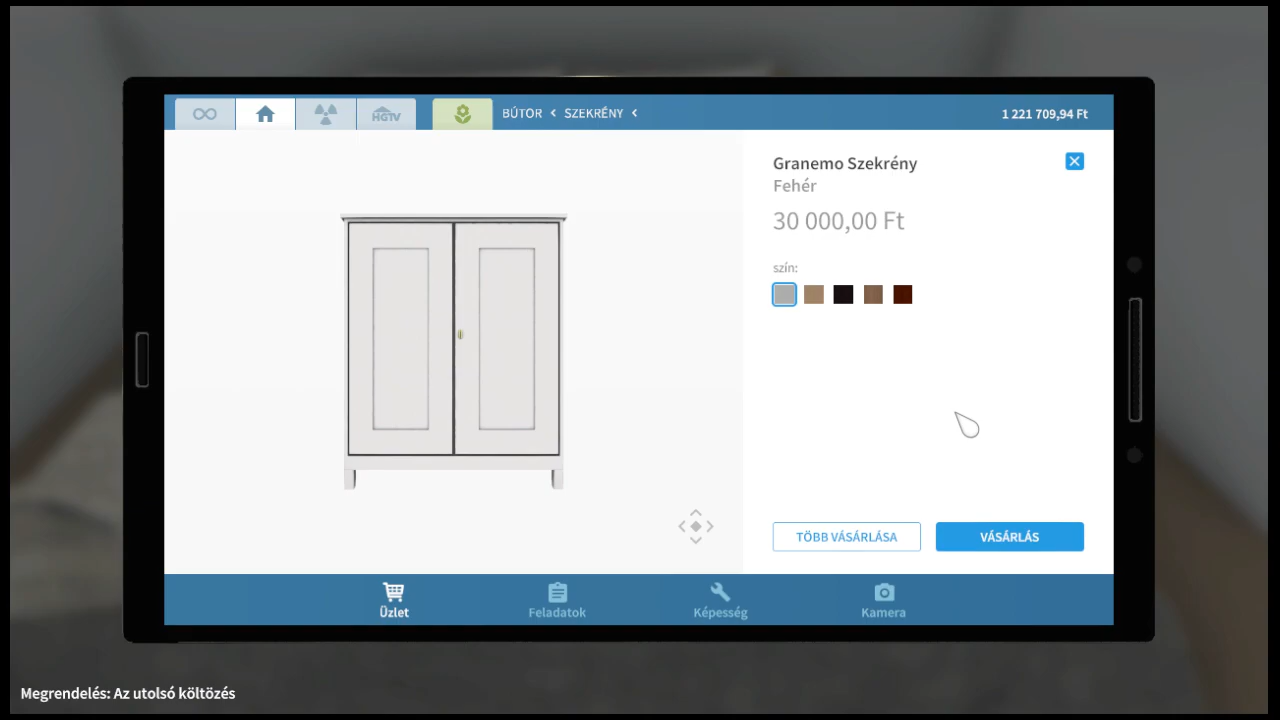 HGTV
BÚTOR < SZEKRÉNY <
1 221 709,94 Ft
Granemo Szekrény
Fehér
30 000,00 Ft
szín:
TÖBB VÁSÁRLÁSA
VÁSÁRLÁS
Üzlet
Feladatok
Képesség
Kamera
Megrendelés: Az utolsó költözés